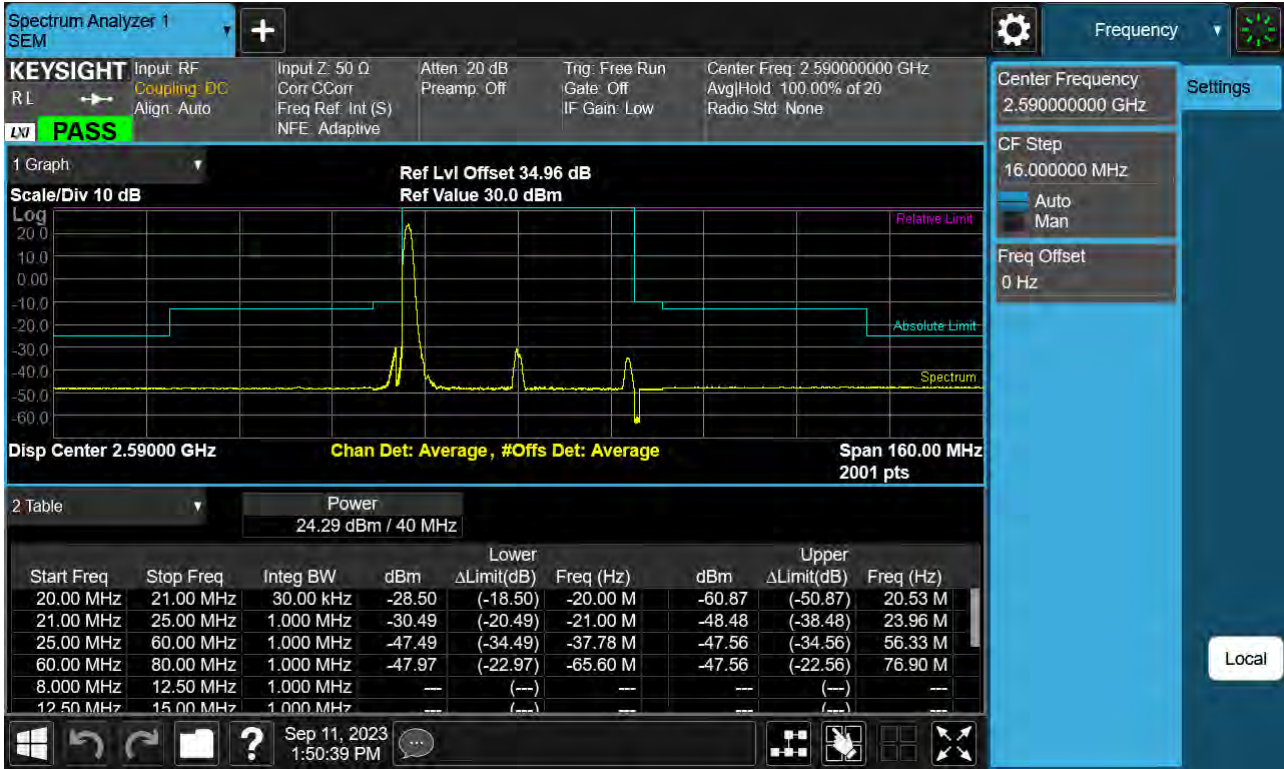 Spectrum Analyzer 1
SEM
Frequency
KEYSIGHT
R L
LXI
PASS
Input: RF
Coupling: DC
Align: Auto
Input Z: 50 Ω
Corr CCorr
Freq Ref: Int (S)
NFE: Adaptive
Atten: 20 dB
Preamp: Off
Trig: Free Run
Gate: Off
IF Gain: Low
Center Freq: 2.590000000 GHz
Avg|Hold: 100.00% of 20
Radio Std: None
Center Frequency
2.590000000 GHz
Settings
CF Step
16.000000 MHz
Auto
Man
Freq Offset
0 Hz
1 Graph
Scale/Div 10 dB
Ref Lvl Offset 34.96 dB
Ref Value 30.0 dBm
Log
20.0
10.0
0.00
-10.0
-20.0
-30.0
-40.0
-50.0
-60.0
Relative Limit
Absolute Limit
Spectrum
Disp Center 2.59000 GHz
Chan Det: Average, #Offs Det: Average
Span 160.00 MHz
2001 pts
2 Table
Power
24.29 dBm / 40 MHz
Lower Upper
Start Freq Stop Freq Integ BW dBm ΔLimit(dB) Freq (Hz) dBm ΔLimit(dB) Freq (Hz)
20.00 MHz 21.00 MHz 30.00 kHz -28.50 (-18.50) -20.00 M -60.87 (-50.87) 20.53 M
21.00 MHz 25.00 MHz 1.000 MHz -30.49 (-20.49) -21.00 M -48.48 (-38.48) 23.96 M
25.00 MHz 60.00 MHz 1.000 MHz -47.49 (-34.49) -37.78 M -47.56 (-34.56) 56.33 M
60.00 MHz 80.00 MHz 1.000 MHz -47.97 (-22.97) -65.60 M -47.56 (-22.56) 76.90 M
8.000 MHz 12.50 MHz 1.000 MHz --- (---) --- --- (---) ---
12.50 MHz 15.00 MHz 1.000 MHz --- (---) --- --- (---) ---
Local
?
Sep 11, 2023
1:50:39 PM